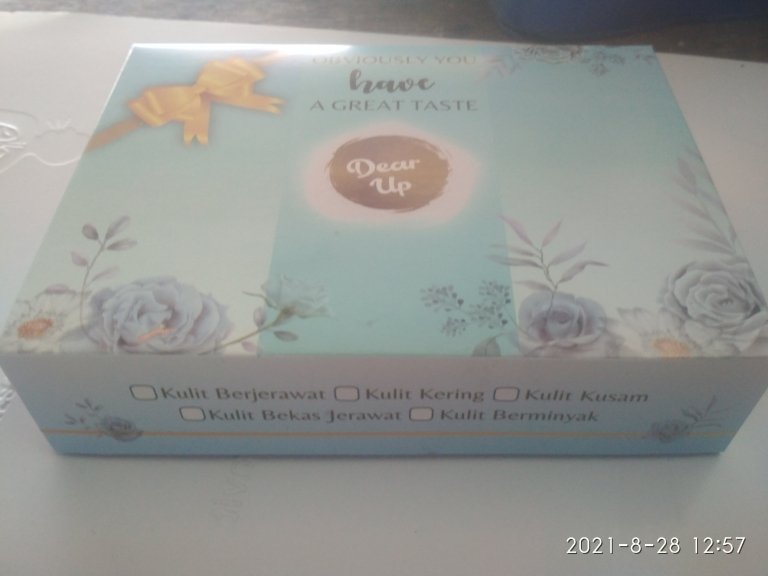 OBVIOUSLY YOU
have
A GREAT TASTE
Dear
Up
Kulit Berjerawat Kulit Kering Kulit Kusam
Kulit Bekas Jerawat Kulit Berminyak
2021-8-28 12:57